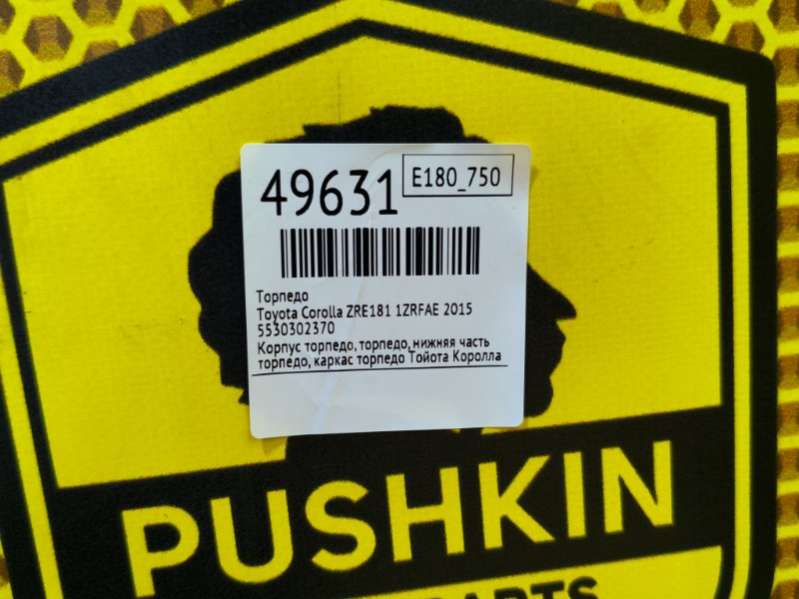 49631
E180_750
Торпедо
Toyota Corolla ZRE181 1ZRFAE 2015
5530302370
Корпус торпедо, торпедо, нижняя часть
торпедо, каркас торпедо Тойота Королла
PUSHKIN
PARTS